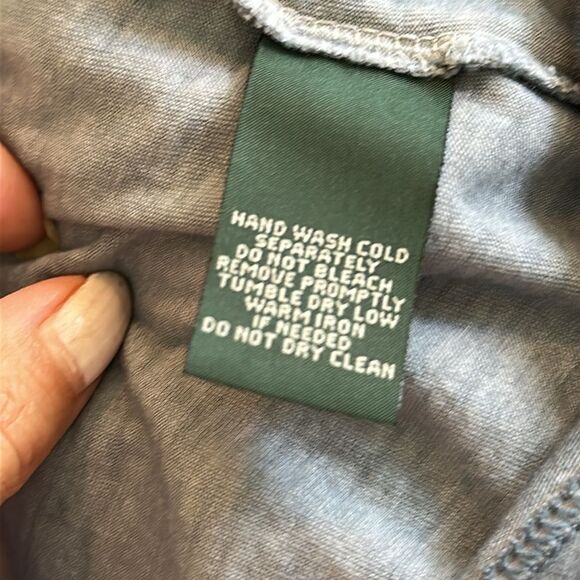 HAND WASH COLD
SEPARATELY
DO NOT BLEACH
REMOVE PROMPTLY
TUMBLE DRY LOW
WARM IRON
IF NEEDED
DO NOT DRY CLEAN